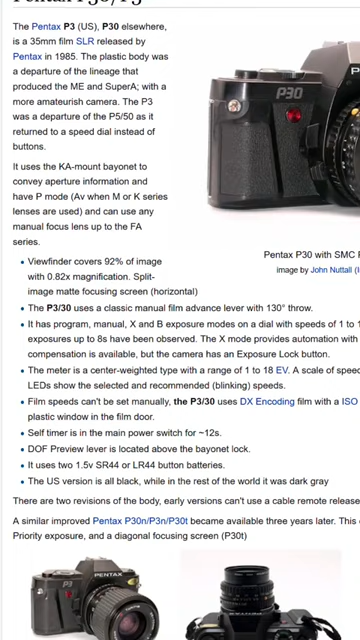 The Pentax P3 (US), P30 elsewhere,
is a 35mm film SLR released by
Pentax in 1985. The plastic body was
a departure of the lineage that
produced the ME and SuperA; with a
more amateurish camera. The P3
was a departure of the P5/50 as it
returned to a speed dial instead of
buttons.
It uses the KA-mount bayonet to
convey aperture information and
have P mode (Av when M or K series
lenses are used) and can use any
manual focus lens up to the FA
series.
P30
Pentax P30 with SMC
image by John Nuttall
Viewfinder covers 92% of image
with 0.82x magnification. Split-
image matte focusing screen (horizontal)
The P3/30 uses a classic manual film advance lever with 130° throw.
It has program, manual, X and B exposure modes on a dial with speeds of 1 to
exposures up to 8s have been observed. The X mode provides automation with
compensation is available, but the camera has an Exposure Lock button.
The meter is a center-weighted type with a range of 1 to 18 EV. A scale of
LEDs show the selected and recommended (blinking) speeds.
Film speeds can't be set manually, the P3/30 uses DX Encoding film with a ISO
plastic window in the film door.
Self timer is in the main power switch for ~12s.
DOF Preview lever is located above the bayonet lock.
It uses two 1.5v SR44 or LR44 button batteries.
The US version is all black, while in the rest of the world it was dark gray
There are two revisions of the body, early versions can't use a cable remote release
A similar improved Pentax P30n/P3n/P30t became available three years later. This
Priority exposure, and a diagonal focusing screen (P30t)
P3
PENTAX